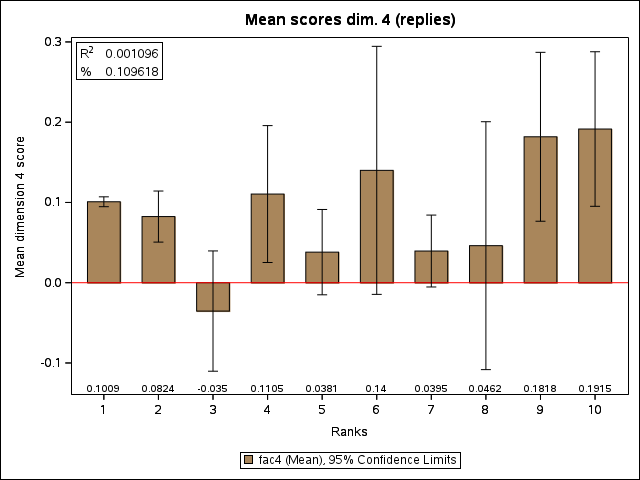 Mean scores dim. 4 (replies)
R2 0.001096
% 0.109618
0.3
0.2
0.1
0.0
-0.1
Mean dimension 4 score
0.1009 0.0824 -0.035 0.1105 0.0381 0.14 0.0395 0.0462 0.1818 0.1915
1 2 3 4 5 6 7 8 9 10
Ranks
fac4 (Mean), 95% Confidence Limits